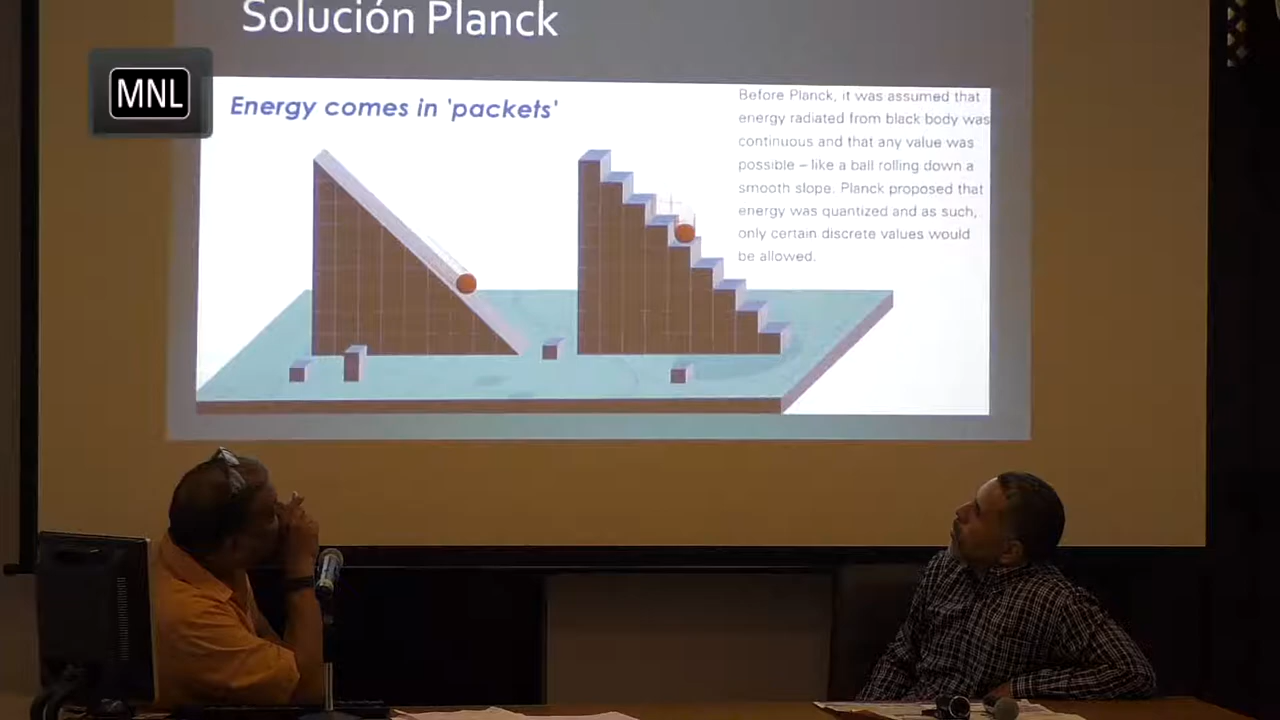 Solución Planck
MNL
Energy comes in 'packets'
Before Planck, it was assumed that
energy radiated from black body was
continuous and that any value was
possible – like a ball rolling down a
smooth slope. Planck proposed that
energy was quantized and as such,
only certain discrete values would
be allowed.